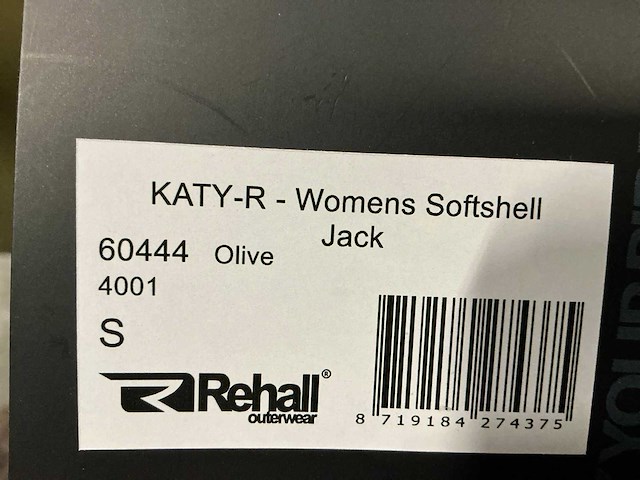 KATY-R - Womens Softshell
Jack
60444 Olive
4001
S
Rehall®
outerwear
8 719184 274375